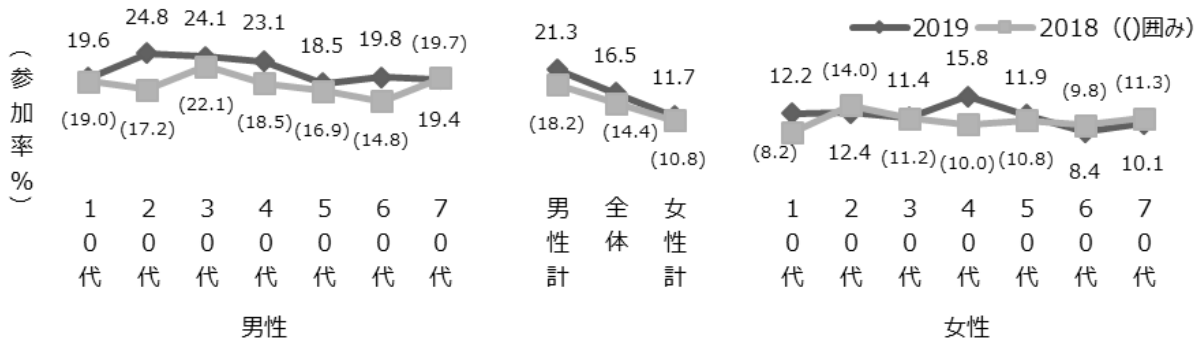 2019 2018 (()囲み)
(参加率%)
19.6 24.8 24.1 23.1 18.5 19.8 (19.7)
(19.0) (17.2) (22.1) (18.5) (16.9) (14.8) 19.4
10代 20代 30代 40代 50代 60代 70代
男性
21.3 16.5 11.7
(18.2) (14.4) (10.8)
男性計 全体 女性計
12.2 (14.0) 11.4 15.8 11.9 (9.8) (11.3)
(8.2) 12.4 (11.2) (10.0) (10.8) 8.4 10.1
10代 20代 30代 40代 50代 60代 70代
女性